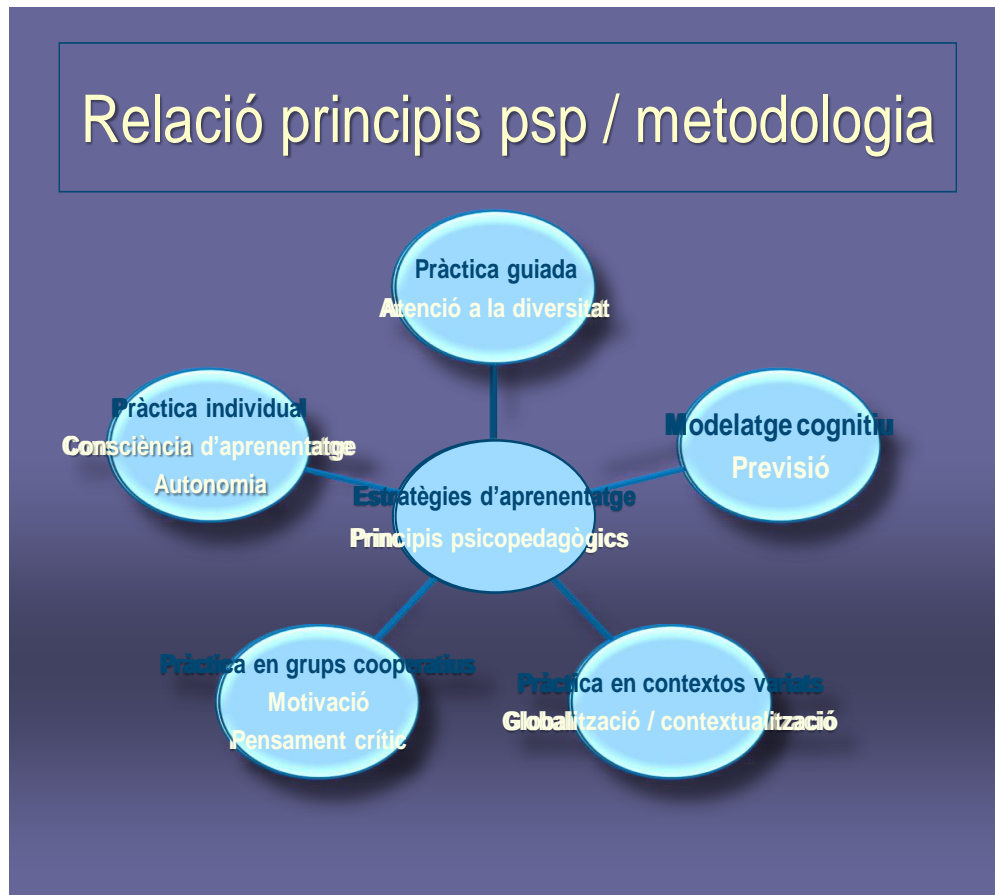 Relació principis psp / metodologia
Pràctica guiada
Atenció a la diversitat
Pràctica individual
Consciència d'aprenentatge
Autonomia
Modelatge cognitiu
Previsió
Estratègies d'aprenentatge
Principis psicopedagògics
Pràctica en grups cooperatius
Motivació
Pensament crític
Pràctica en contextos variats
Globalització / contextualització